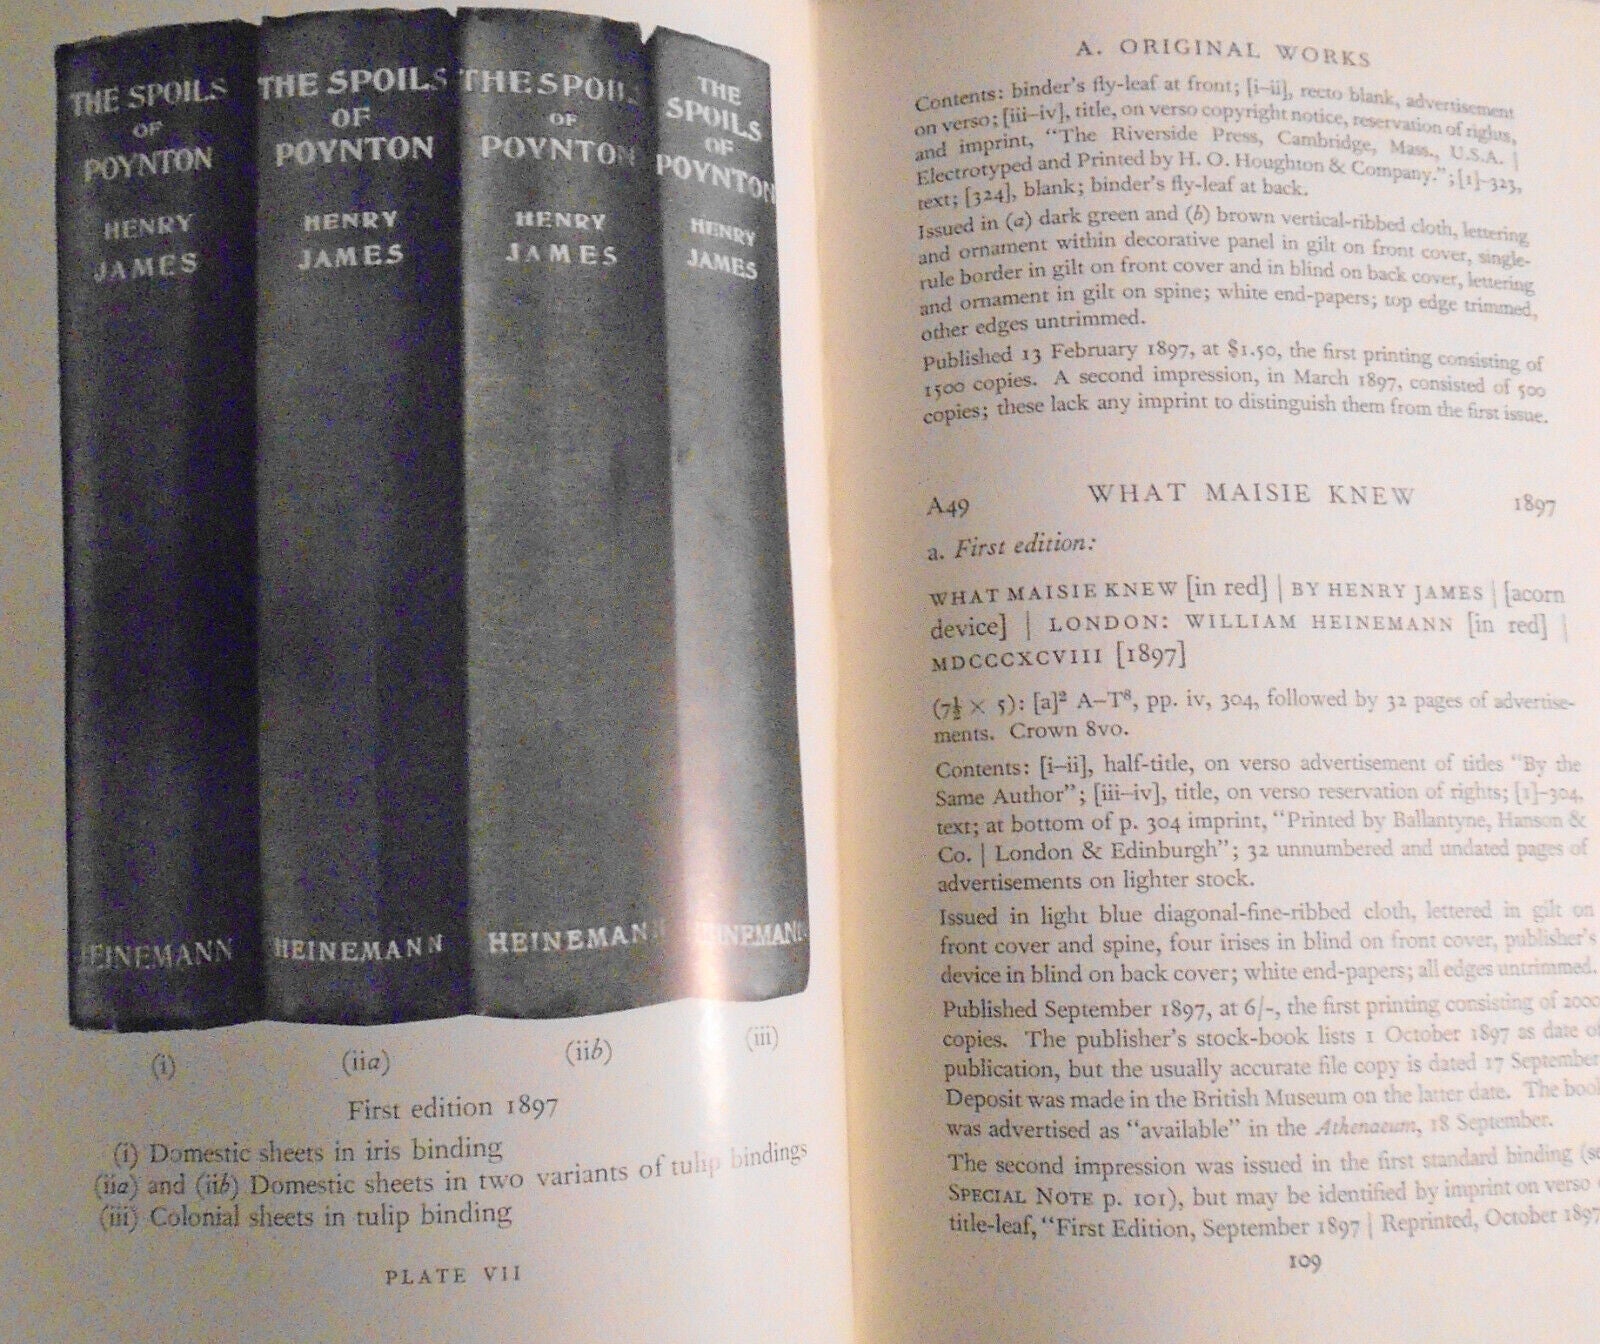 THE SPOILS
OF
POYNTON
HENRY
JAMES
HEINEMANN
THE SPOILS
OF
POYNTON
HENRY
JAMES
HEINEMANN
THE SPOILS
OF
POYNTON
HENRY
JAMES
HEINEMANN
THE
SPOILS
OF
POYNTON
HENRY
JAMES
HEINEMANN
(i)
(iia)
(iib)
(iii)
First edition 1897
(i) Domestic sheets in iris binding
(iia) and (iib) Domestic sheets in two variants of tulip bindings
(iii) Colonial sheets in tulip binding
PLATE VII
A. ORIGINAL WORKS
Contents: binder's fly-leaf at front; [i–ii], recto blank, advertisement
on verso; [iii–iv], title, on verso copyright notice, reservation of rights,
and imprint, "The Riverside Press, Cambridge, Mass., U.S.A. |
Electrotyped and Printed by H. O. Houghton & Company."; [1]–323,
text; [324], blank; binder's fly-leaf at back.
Issued in (a) dark green and (b) brown vertical-ribbed cloth, lettering
and ornament within decorative panel in gilt on front cover, single-
rule border in gilt on front cover and in blind on back cover, lettering
and ornament in gilt on spine; white end-papers; top edge trimmed,
other edges untrimmed.
Published 13 February 1897, at $1.50, the first printing consisting of
1500 copies. A second impression, in March 1897, consisted of 500
copies; these lack any imprint to distinguish them from the first issue.
A49 WHAT MAISIE KNEW 1897
a. First edition:
WHAT MAISIE KNEW [in red] | BY HENRY JAMES | [acorn
device] | LONDON: WILLIAM HEINEMANN [in red] |
MDCCCXCVIII [1897]
(7½ × 5): [a]² A–T⁸, pp. iv, 304, followed by 32 pages of advertise-
ments. Crown 8vo.
Contents: [i–ii], half-title, on verso advertisement of titles "By the
Same Author"; [iii–iv], title, on verso reservation of rights; [1]–304,
text; at bottom of p. 304 imprint, "Printed by Ballantyne, Hanson &
Co. | London & Edinburgh"; 32 unnumbered and undated pages of
advertisements on lighter stock.
Issued in light blue diagonal-fine-ribbed cloth, lettered in gilt on
front cover and spine, four irises in blind on front cover, publisher's
device in blind on back cover; white end-papers; all edges untrimmed.
Published September 1897, at 6/-, the first printing consisting of 2000
copies. The publisher's stock-book lists 1 October 1897 as date of
publication, but the usually accurate file copy is dated 17 September
Deposit was made in the British Museum on the latter date. The book
was advertised as "available" in the Athenaeum, 18 September.
The second impression was issued in the first standard binding (se
SPECIAL NOTE p. 101), but may be identified by imprint on verso
title-leaf, "First Edition, September 1897 | Reprinted, October 1897
109